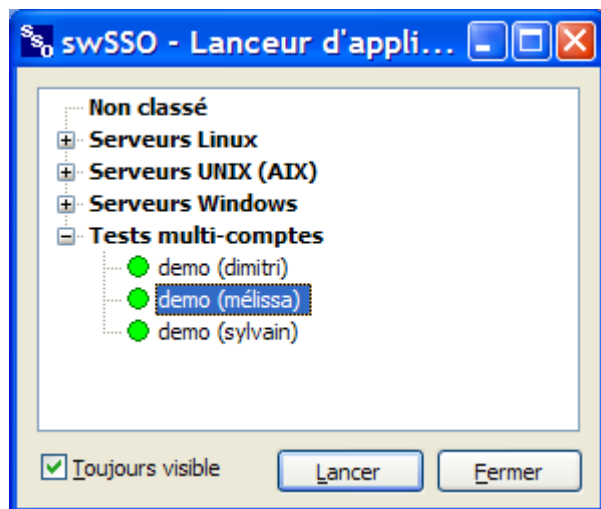 SSO swSSO - Lanceur d'appli...
Non classé
Serveurs Linux
Serveurs UNIX (AIX)
Serveurs Windows
Tests multi-comptes
demo (dimitri)
demo (mélissa)
demo (sylvain)
Toujours visible Lancer Fermer